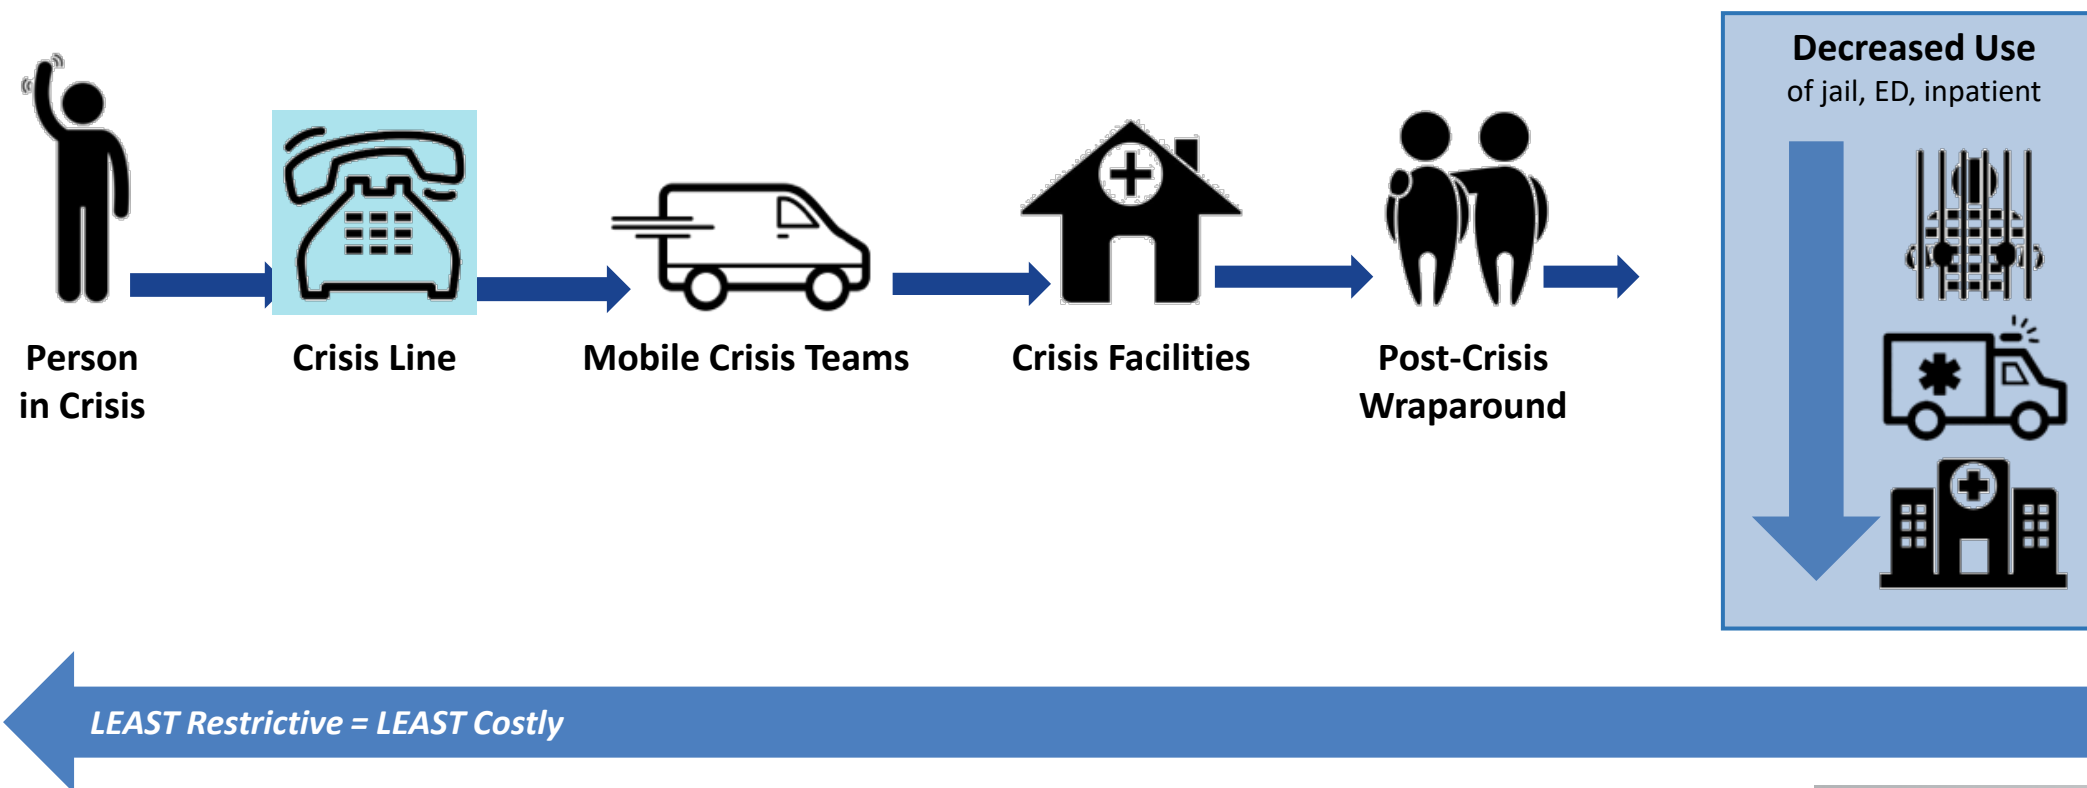 Decreased Use
of jail, ED, inpatient
Person
in Crisis
Crisis Line
Mobile Crisis Teams
Crisis Facilities
Post-Crisis
Wraparound
LEAST Restrictive = LEAST Costly